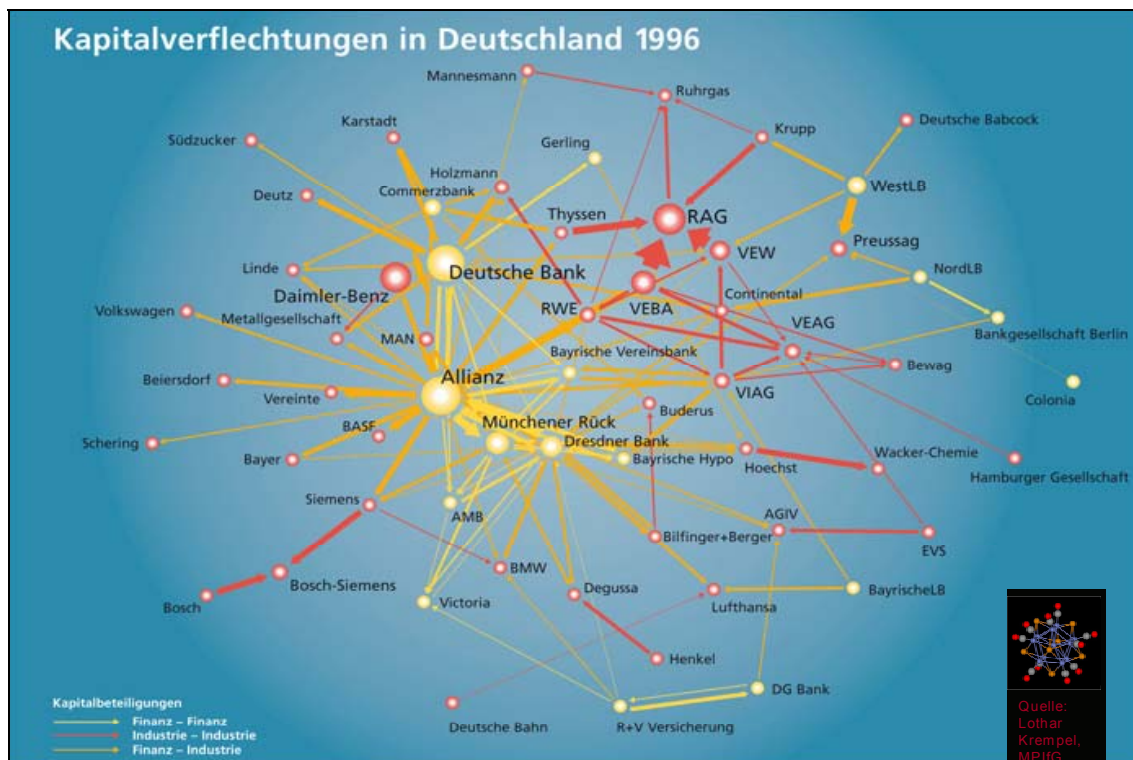 Kapitalverflechtungen in Deutschland 1996
Mannesmann
Ruhrgas
Karstadt
Krupp
Deutsche Babcock
Südzucker
Gerling
Holzmann
Commerzbank
WestLB
Deutz
Thyssen
RAG
Preussag
VEW
Linde
Deutsche Bank
NordLB
Daimler-Benz
VEBA
Continental
Volkswagen
Metallgesellschaft
RWE
VEAG
Bankgesellschaft Berlin
MAN
Bayrische Vereinsbank
Bewag
Beiersdorf
Allianz
VIAG
Vereinte
Colonia
Buderus
Münchener Rück
BASF
Dresdner Bank
Schering
Bayer
Bayrische Hypo
Hoechst
Wacker-Chemie
Hamburger Gesellschaft
Siemens
AMB
AGIV
Bilfinger+Berger
EVS
BMW
Bosch-Siemens
Degussa
Bosch
Victoria
Lufthansa
BayrischeLB
Henkel
DG Bank
Deutsche Bahn
R+V Versicherung
Kapitalbeteiligungen
Finanz – Finanz
Industrie – Industrie
Finanz – Industrie
Quelle:
Lothar
Krempel,
MPIfG